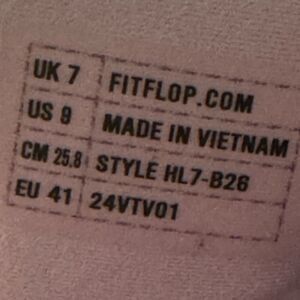 UK 7 FITFLOP.COM
US 9 MADE IN VIETNAM
CM 25.8 STYLE HL7-B26
EU 41 24VTV01